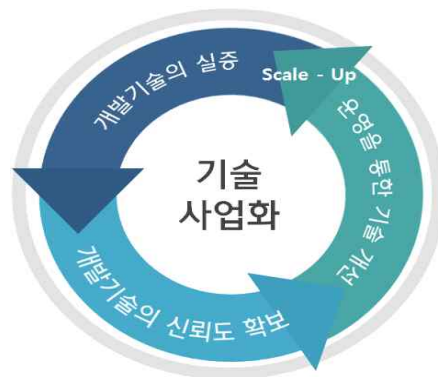 개발기술의 실증
Scale - Up
운영을 통한 기술 개선
기술
사업화
개발기술의 신뢰도 확보